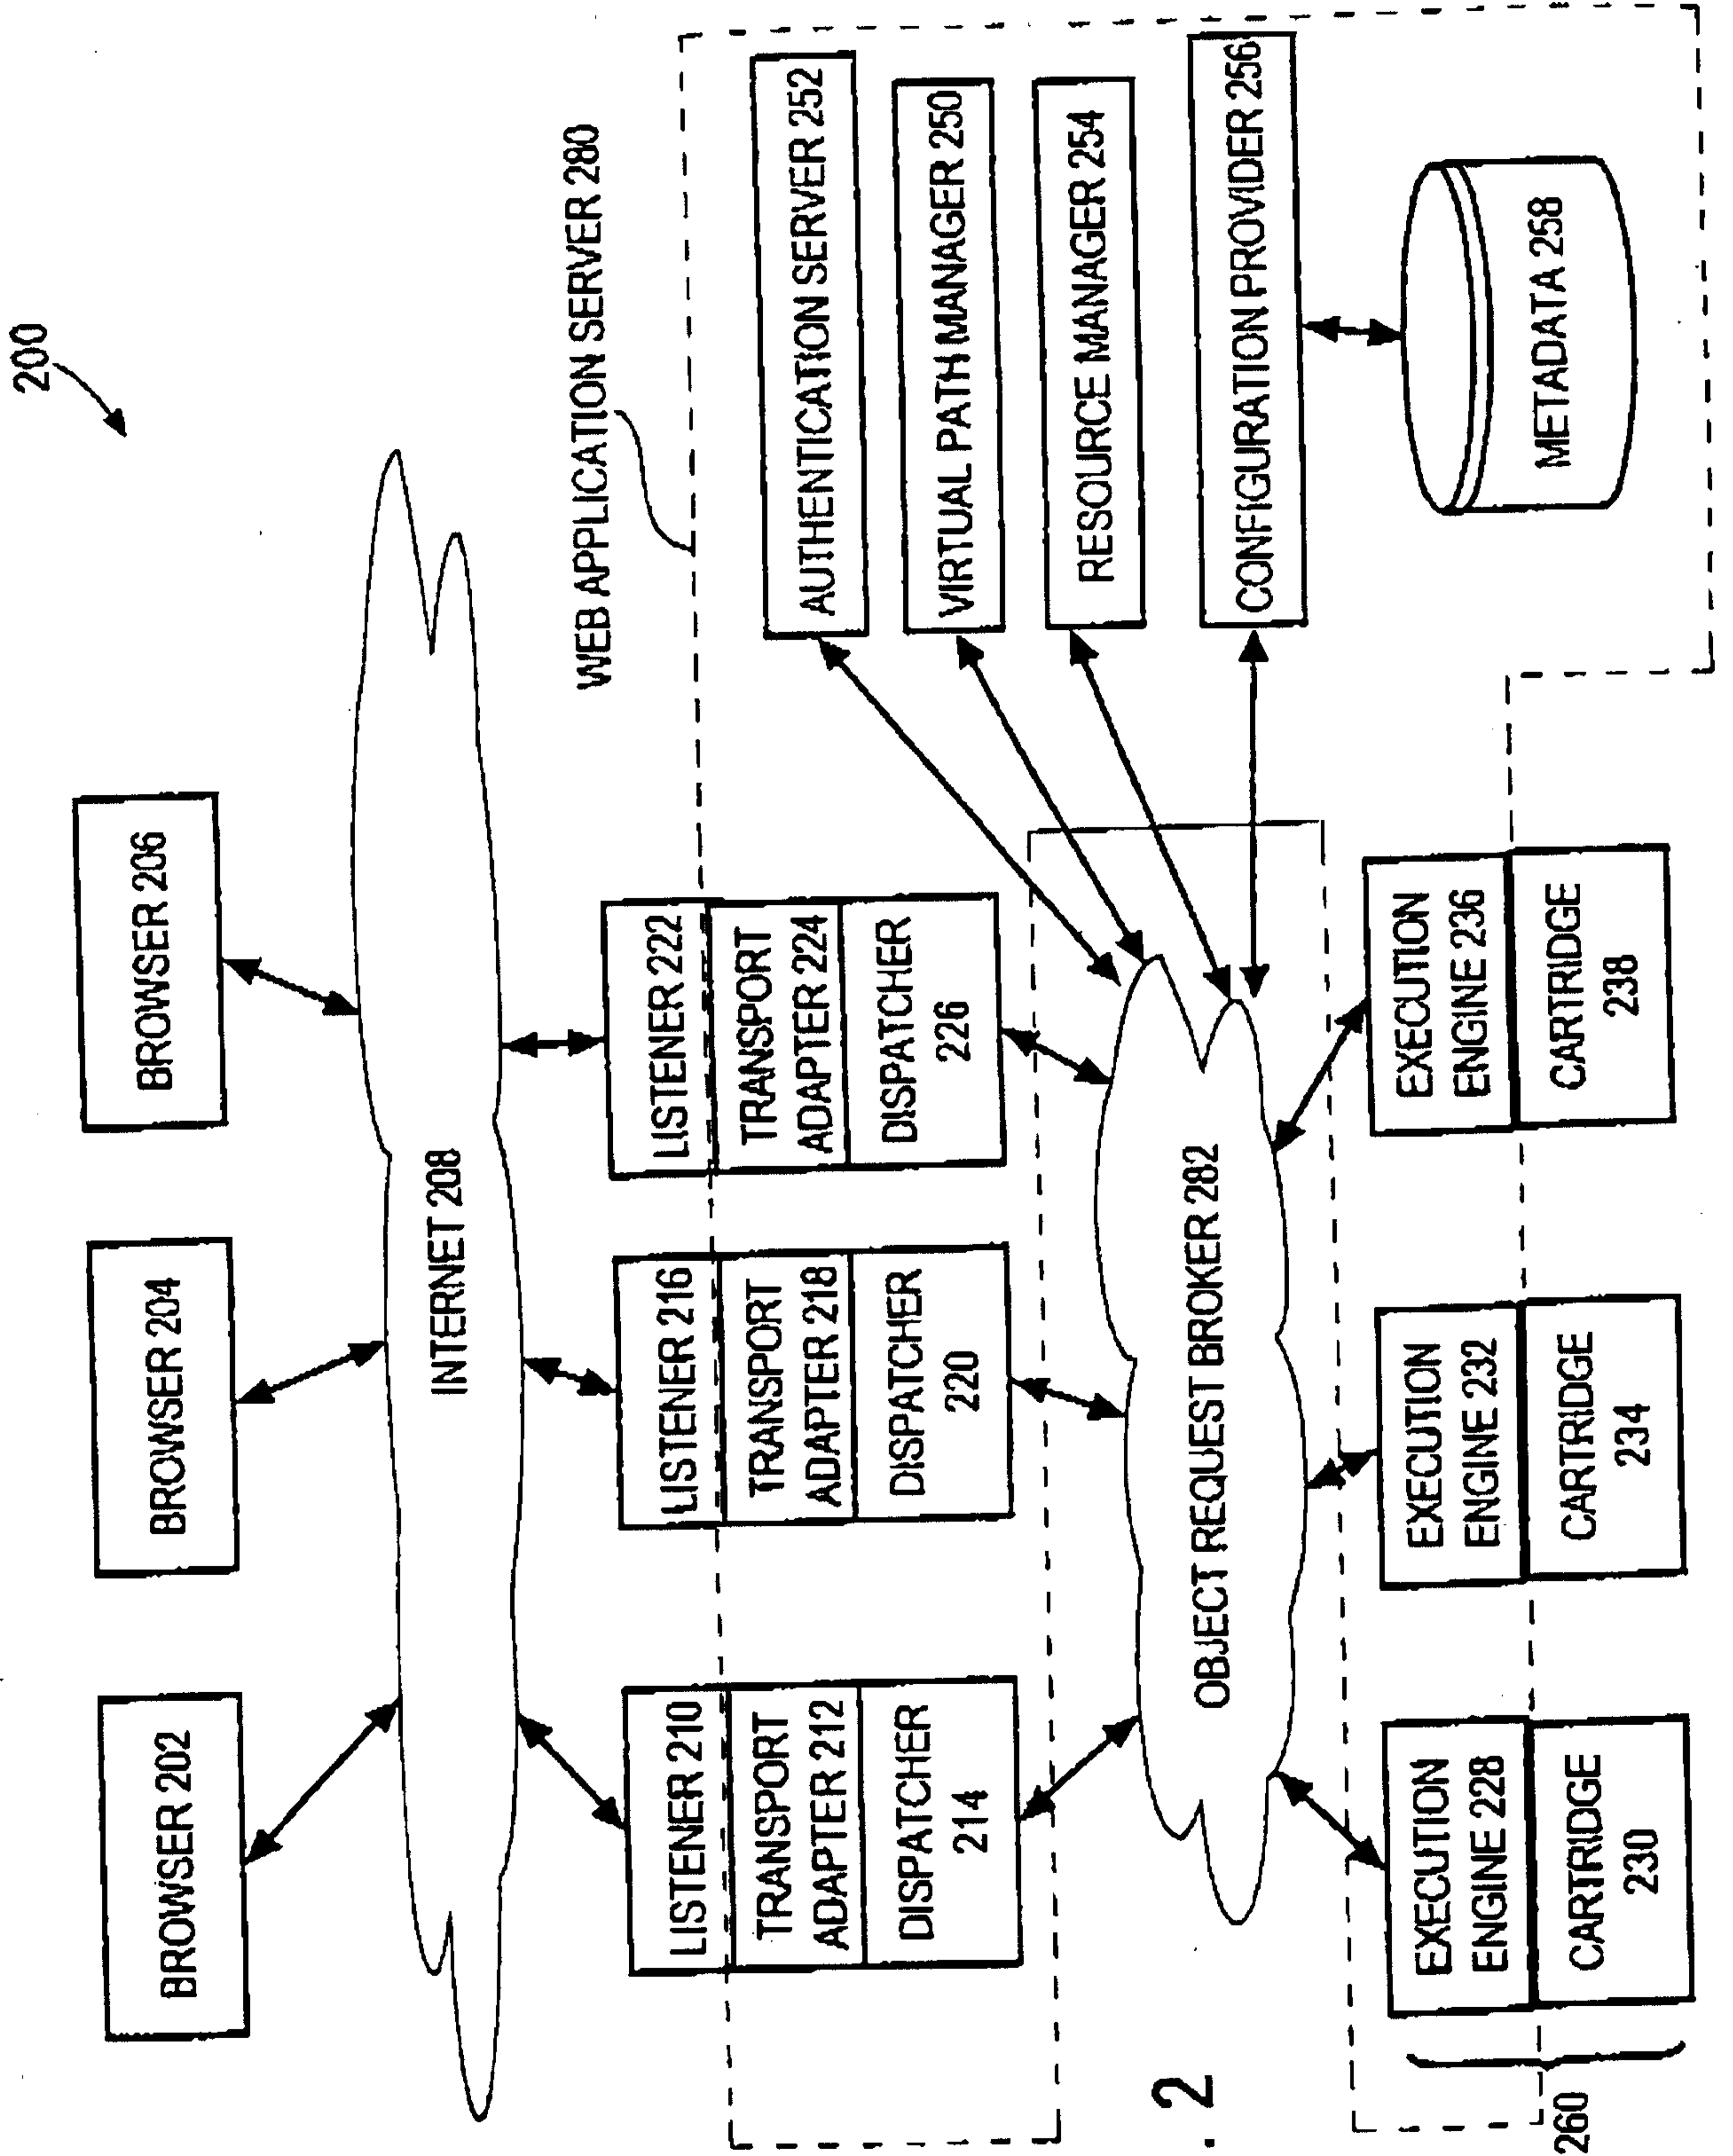 200
BROWSER 202
BROWSER 204
BROWSER 206
INTERNET 208
WEB APPLICATION SERVER 280
LISTENER 210
TRANSPORT
ADAPTER 212
DISPATCHER
214
LISTENER 216
TRANSPORT
ADAPTER 218
DISPATCHER
220
LISTENER 222
TRANSPORT
ADAPTER 224
DISPATCHER
226
AUTHENTICATION SERVER 252
VIRTUAL PATH MANAGER 250
RESOURCE MANAGER 254
CONFIGURATION PROVIDER 256
METADATA 258
OBJECT REQUEST BROKER 282
EXECUTION
ENGINE 228
CARTRIDGE
230
EXECUTION
ENGINE 232
CARTRIDGE
234
EXECUTION
ENGINE 236
CARTRIDGE
238
260
. 2